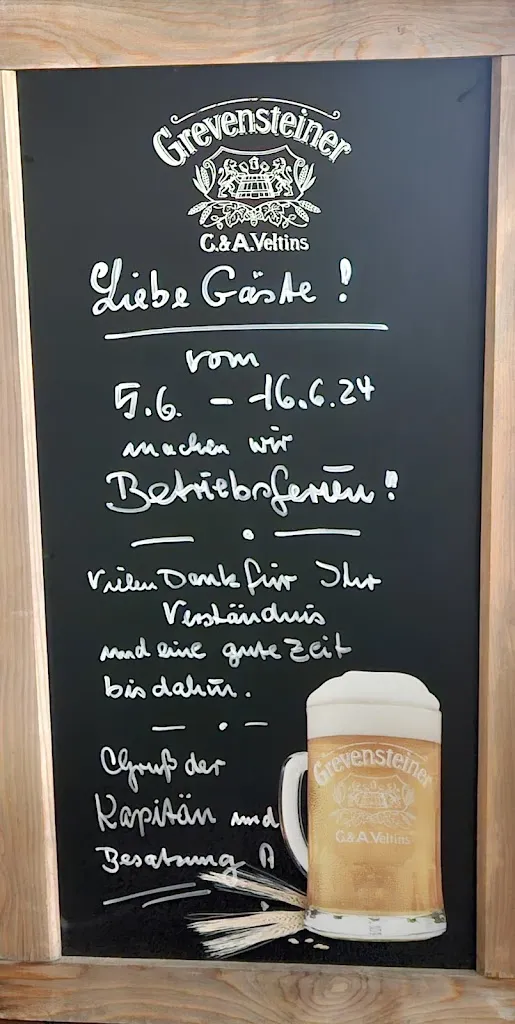 Grevensteiner
C. & A. Veltins
Liebe Gäste!
vom
5.6. - 16.6.24
machen wir
Betriebsferien!
Vielen Dank für Ihr
Verständnis
und eine gute Zeit
bis dahin.
Gruß der
Kapitän und
Besatzung
Grevensteiner
C. & A. Veltins